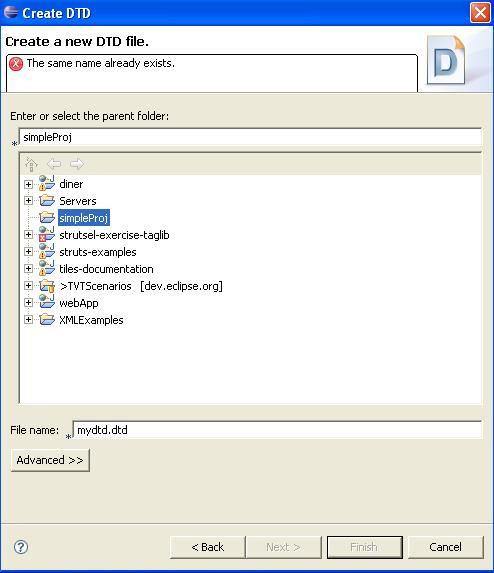 Create DTD
Create a new DTD file.
The same name already exists.
D
Enter or select the parent folder:
*simpleProj
diner
Servers
simpleProj
strutsel-exercise-taglib
struts-examples
tiles-documentation
>TVTScenarios [dev.eclipse.org]
webApp
XMLExamples
File name: *mydtd.dtd
Advanced >>
? < Back Next > Finish Cancel